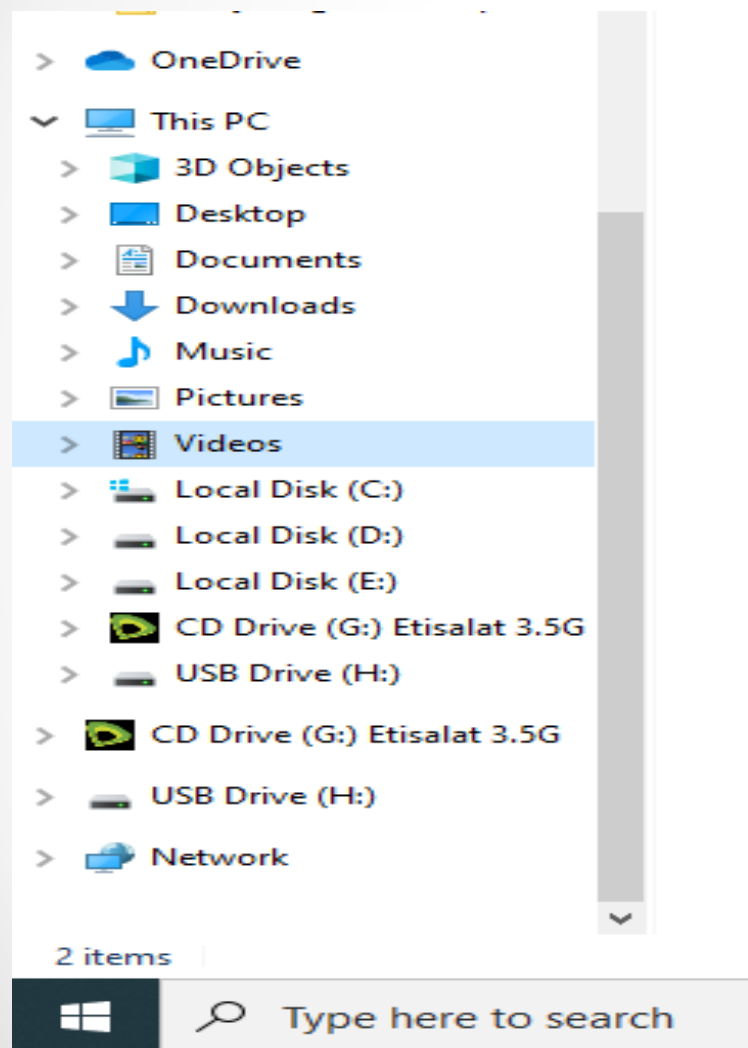 OneDrive
This PC
3D Objects
Desktop
Documents
Downloads
Music
Pictures
Videos
Local Disk (C:)
Local Disk (D:)
Local Disk (E:)
CD Drive (G:) Etisalat 3.5G
USB Drive (H:)
CD Drive (G:) Etisalat 3.5G
USB Drive (H:)
Network
2 items
Type here to search